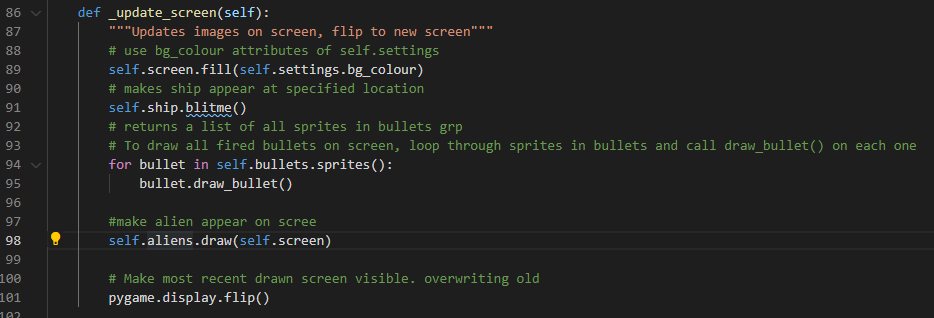 86 def _update_screen(self):
87 """Updates images on screen, flip to new screen"""
88 # use bg_colour attributes of self.settings
89 self.screen.fill(self.settings.bg_colour)
90 # makes ship appear at specified location
91 self.ship.blitme()
92 # returns a list of all sprites in bullets grp
93 # To draw all fired bullets on screen, loop through sprites in bullets and call draw_bullet() on each one
94 for bullet in self.bullets.sprites():
95 bullet.draw_bullet()
96
97 #make alien appear on scree
98 self.aliens.draw(self.screen)
99
100 # Make most recent drawn screen visible. overwriting old
101 pygame.display.flip()
102